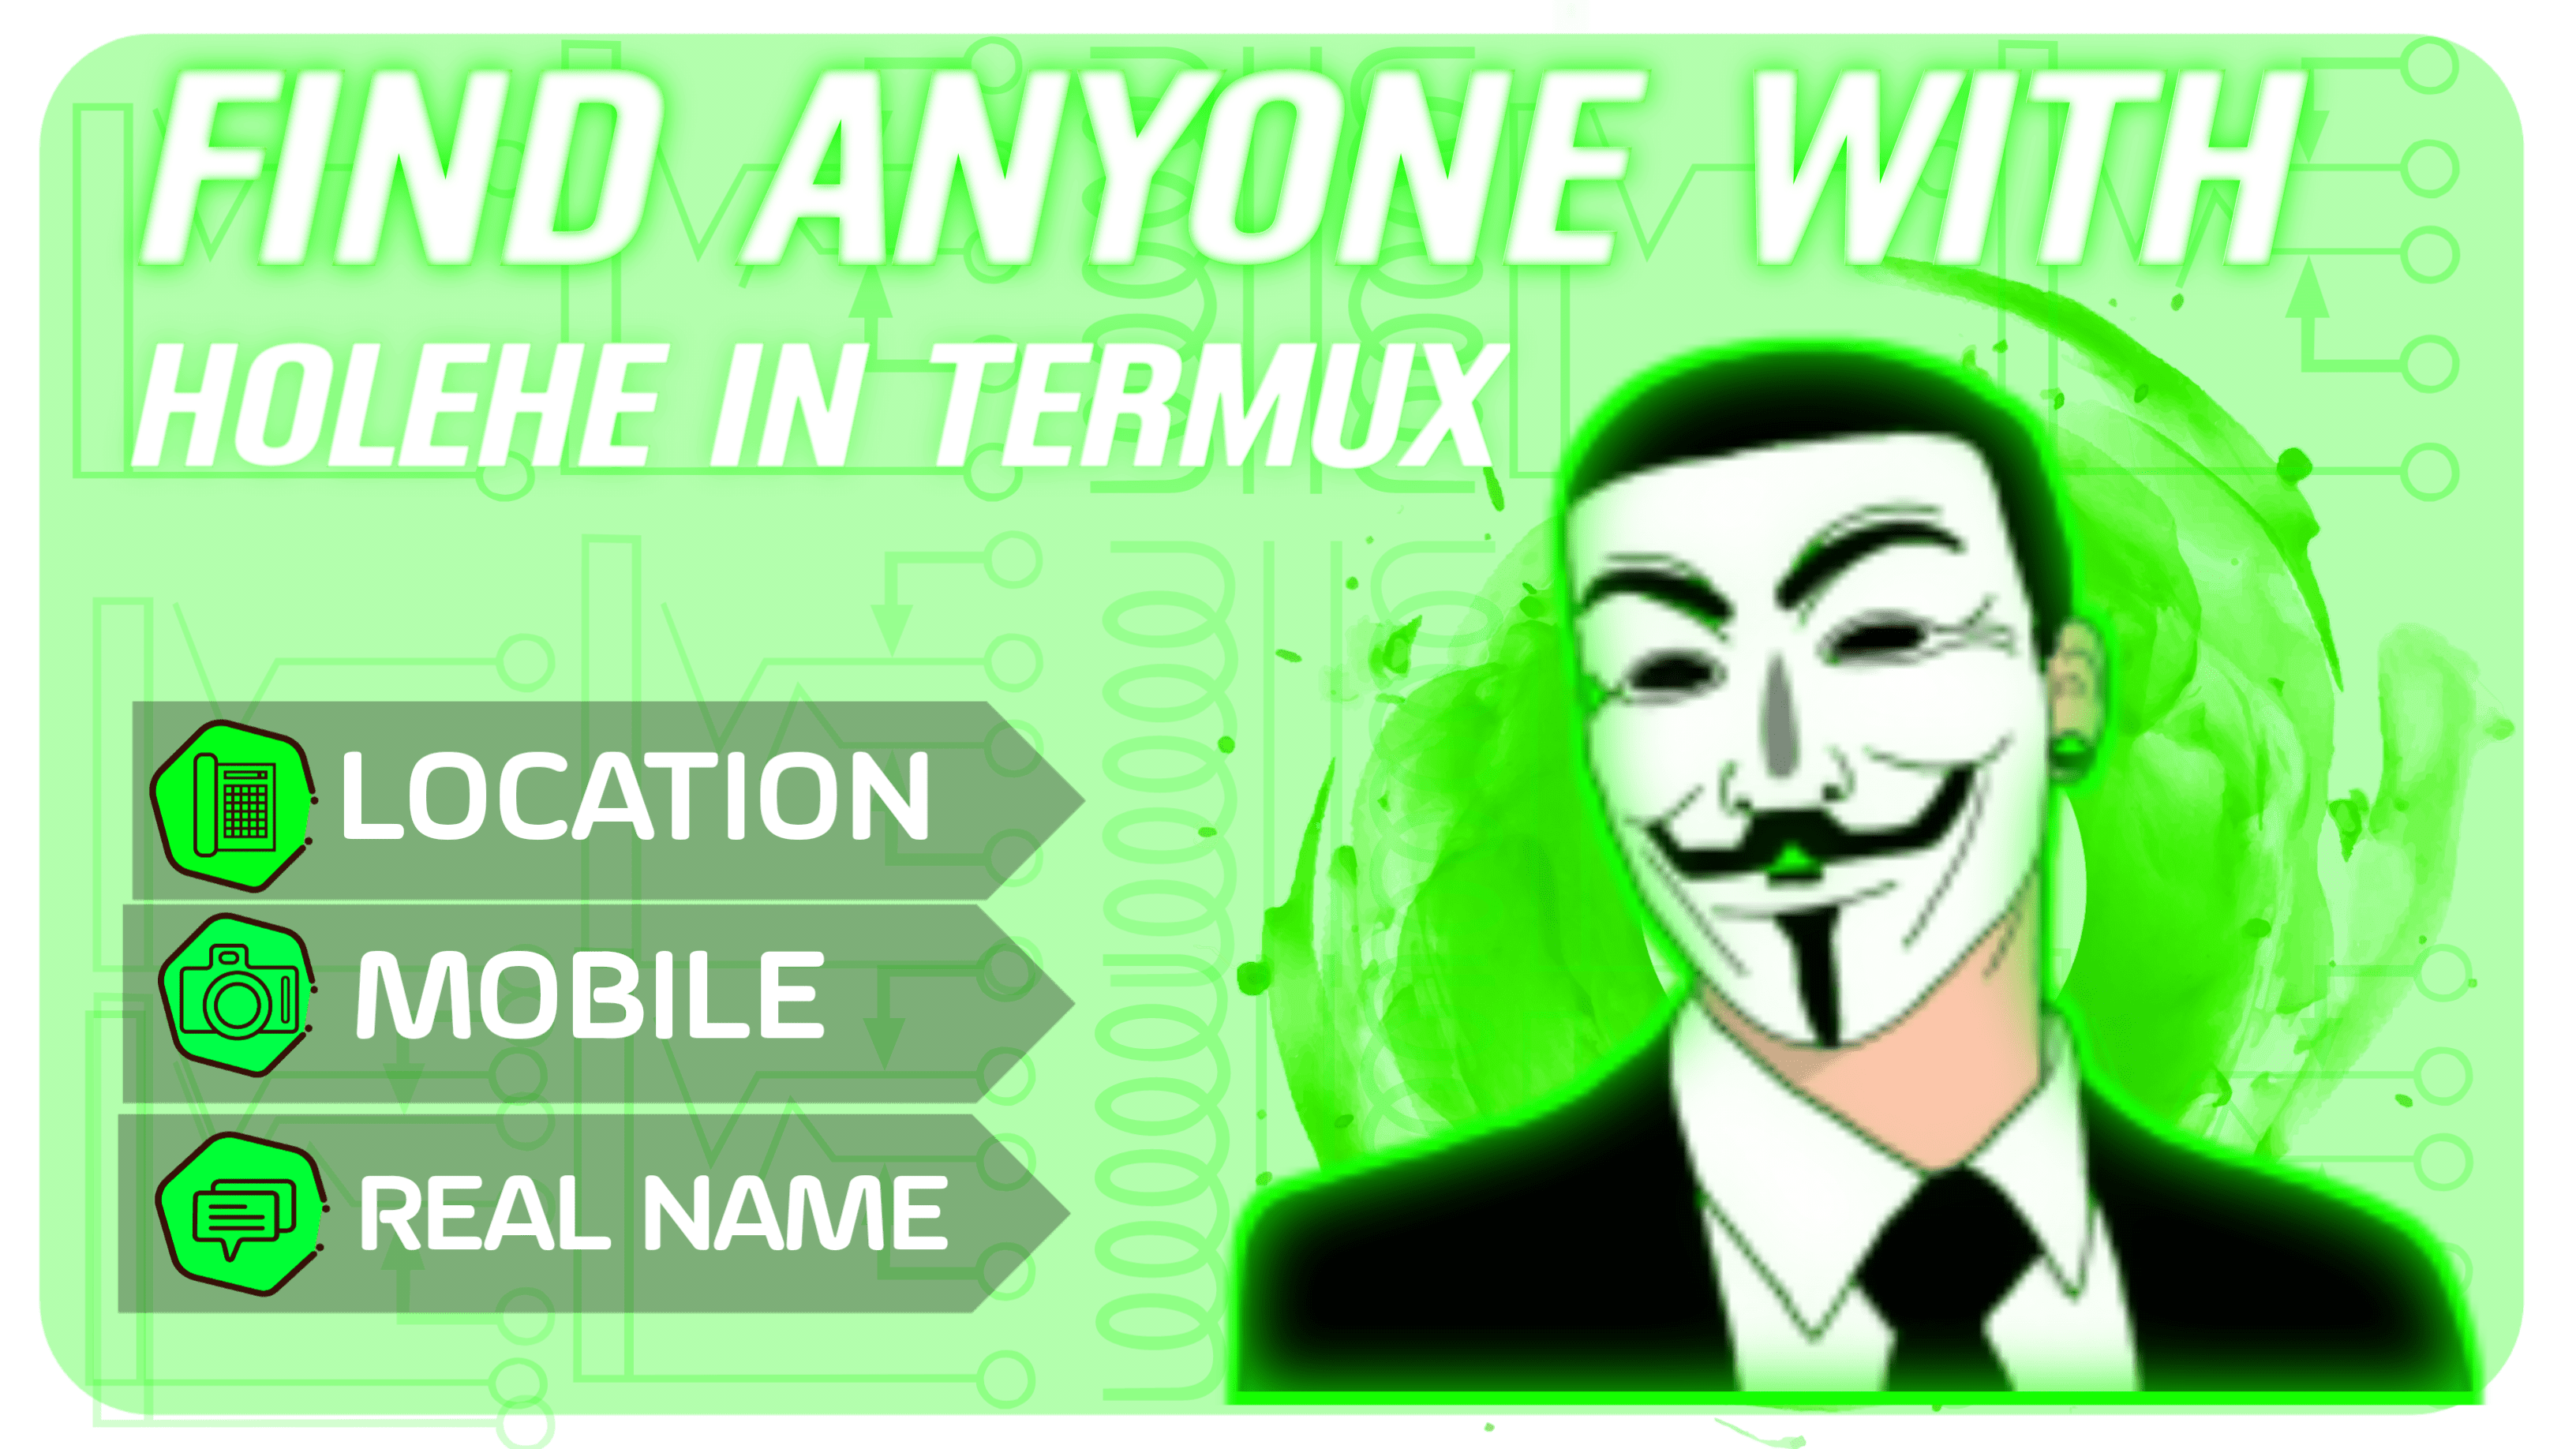 FIND ANYONE WITH
HOLEHE IN TERMUX
LOCATION
MOBILE
REAL NAME